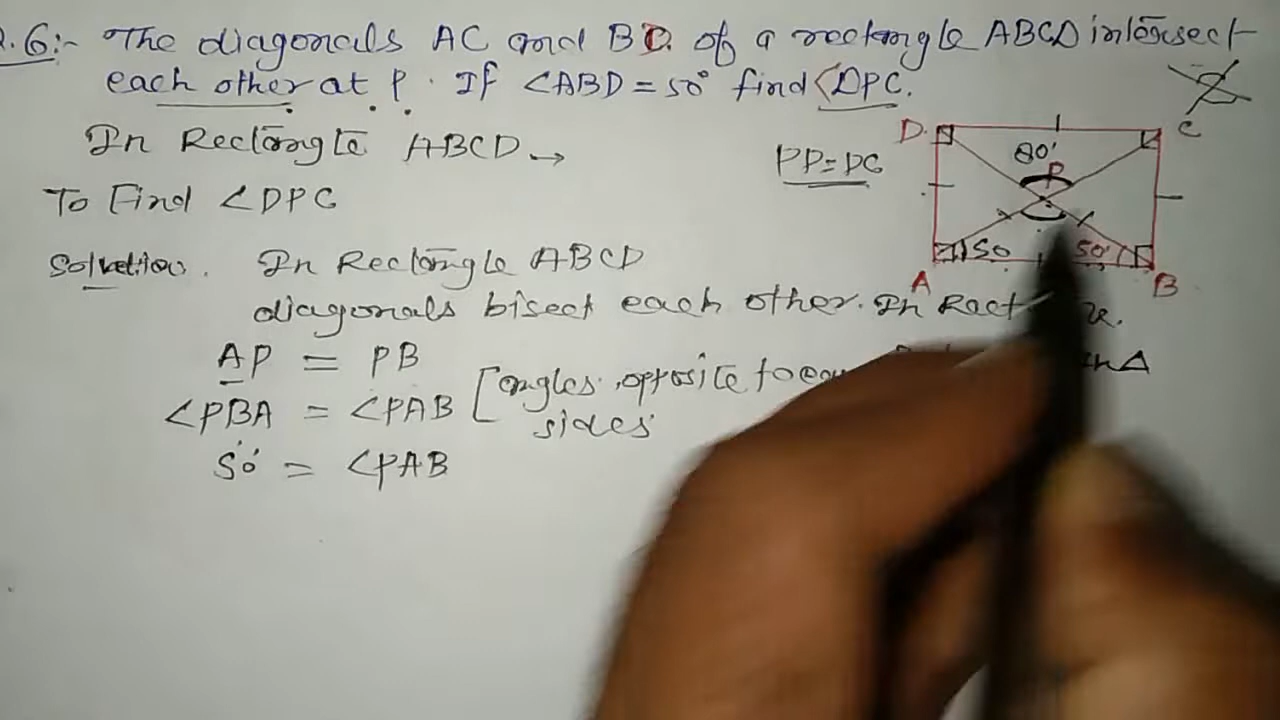 .6:- The diagonals AC and BD of a rectangle ABCD intersect
each other at P. If ∠ABD = 50° find ∠DPC.
In Rectangle ABCD →
To Find ∠DPC
Solution. In Rectangle ABCD
diagonals bisect each other. In Rect
AP = PB
∠PBA = ∠PAB [angles opposite to
sides
50° = ∠PAB
D
C
80°
P
50
50°
A
B